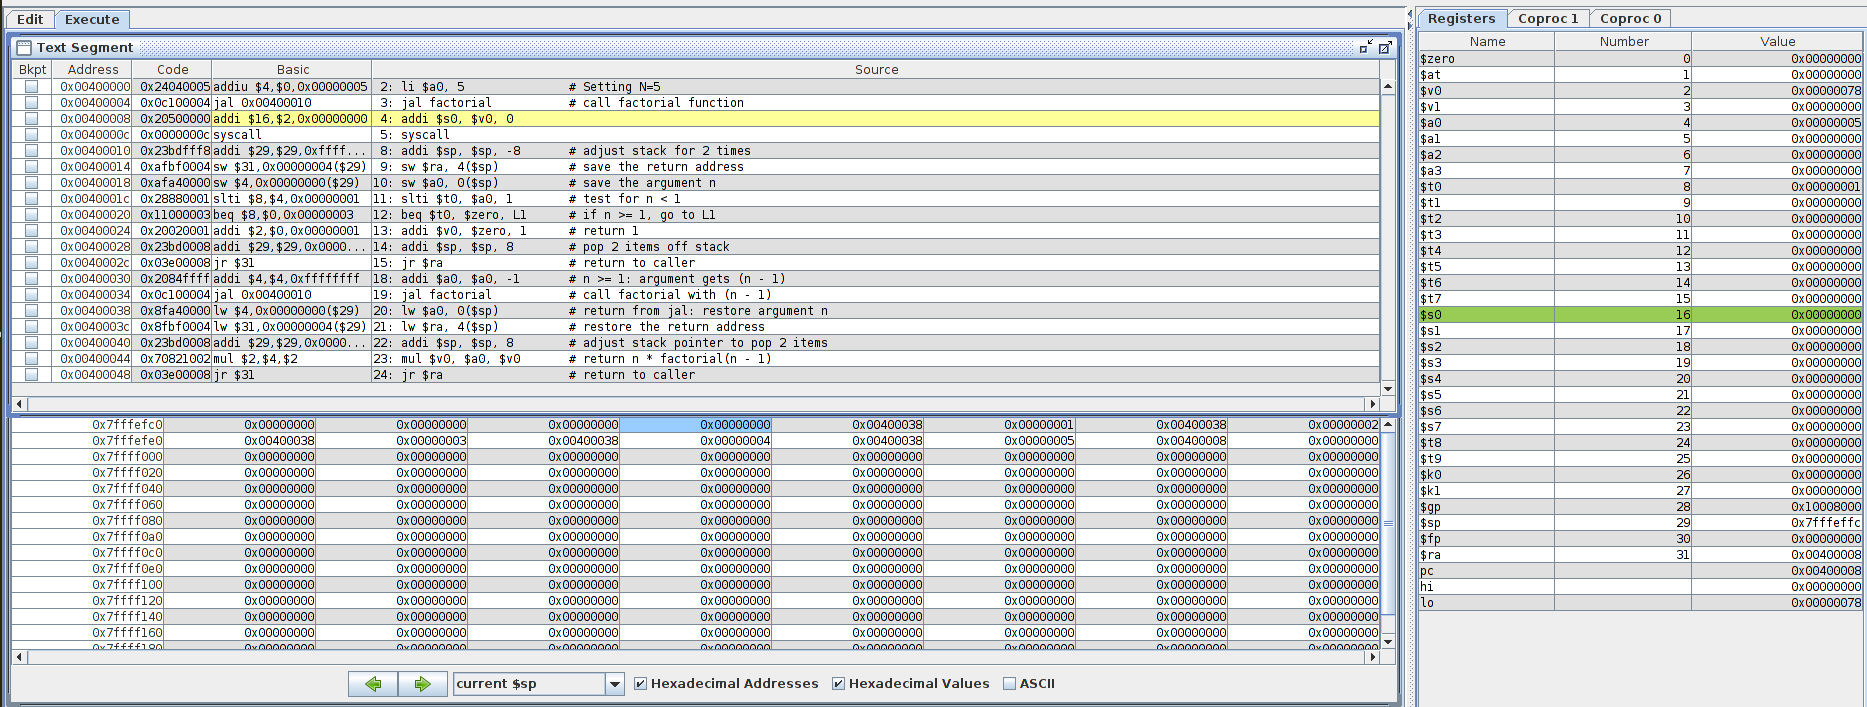 Edit Execute
Text Segment
Bkpt Address Code Basic Source
0x00400000 0x24040005 addiu $4,$0,0x00000005 2: li $a0, 5 # Setting N=5
0x00400004 0x0c100004 jal 0x00400010 3: jal factorial # call factorial function
0x00400008 0x20500000 addi $16,$2,0x00000000 4: addi $s0, $v0, 0
0x0040000c 0x0000000c syscall 5: syscall
0x00400010 0x23bdfff8 addi $29,$29,0xffff... 8: addi $sp, $sp, -8 # adjust stack for 2 times
0x00400014 0xafbf0004 sw $31,0x00000004($29) 9: sw $ra, 4($sp) # save the return address
0x00400018 0xafa40000 sw $4,0x00000000($29) 10: sw $a0, 0($sp) # save the argument n
0x0040001c 0x28880001 slti $8,$4,0x00000001 11: slti $t0, $a0, 1 # test for n < 1
0x00400020 0x11000003 beq $8,$0,0x00000003 12: beq $t0, $zero, L1 # if n >= 1, go to L1
0x00400024 0x20020001 addi $2,$0,0x00000001 13: addi $v0, $zero, 1 # return 1
0x00400028 0x23bd0008 addi $29,$29,0x0000... 14: addi $sp, $sp, 8 # pop 2 items off stack
0x0040002c 0x03e00008 jr $31 15: jr $ra # return to caller
0x00400030 0x2084ffff addi $4,$4,0xffffffff 18: addi $a0, $a0, -1 # n >= 1: argument gets (n - 1)
0x00400034 0x0c100004 jal 0x00400010 19: jal factorial # call factorial with (n - 1)
0x00400038 0x8fa40000 lw $4,0x00000000($29) 20: lw $a0, 0($sp) # return from jal: restore argument n
0x0040003c 0x8fbf0004 lw $31,0x00000004($29) 21: lw $ra, 4($sp) # restore the return address
0x00400040 0x23bd0008 addi $29,$29,0x0000... 22: addi $sp, $sp, 8 # adjust stack pointer to pop 2 items
0x00400044 0x70821002 mul $2,$4,$2 23: mul $v0, $a0, $v0 # return n * factorial(n - 1)
0x00400048 0x03e00008 jr $31 24: jr $ra # return to caller
0x7fffefc0 0x00000000 0x00000000 0x00000000 0x00000000 0x00400038 0x00000001 0x00400038 0x00000002
0x7fffefe0 0x00400038 0x00000003 0x00400038 0x00000004 0x00400038 0x00000005 0x00400008 0x00000000
0x7ffff000 0x00000000 0x00000000 0x00000000 0x00000000 0x00000000 0x00000000 0x00000000 0x00000000
0x7ffff020 0x00000000 0x00000000 0x00000000 0x00000000 0x00000000 0x00000000 0x00000000 0x00000000
0x7ffff040 0x00000000 0x00000000 0x00000000 0x00000000 0x00000000 0x00000000 0x00000000 0x00000000
0x7ffff060 0x00000000 0x00000000 0x00000000 0x00000000 0x00000000 0x00000000 0x00000000 0x00000000
0x7ffff080 0x00000000 0x00000000 0x00000000 0x00000000 0x00000000 0x00000000 0x00000000 0x00000000
0x7ffff0a0 0x00000000 0x00000000 0x00000000 0x00000000 0x00000000 0x00000000 0x00000000 0x00000000
0x7ffff0c0 0x00000000 0x00000000 0x00000000 0x00000000 0x00000000 0x00000000 0x00000000 0x00000000
0x7ffff0e0 0x00000000 0x00000000 0x00000000 0x00000000 0x00000000 0x00000000 0x00000000 0x00000000
0x7ffff100 0x00000000 0x00000000 0x00000000 0x00000000 0x00000000 0x00000000 0x00000000 0x00000000
0x7ffff120 0x00000000 0x00000000 0x00000000 0x00000000 0x00000000 0x00000000 0x00000000 0x00000000
0x7ffff140 0x00000000 0x00000000 0x00000000 0x00000000 0x00000000 0x00000000 0x00000000 0x00000000
0x7ffff160 0x00000000 0x00000000 0x00000000 0x00000000 0x00000000 0x00000000 0x00000000 0x00000000
0x7ffff180 0x00000000 0x00000000 0x00000000 0x00000000 0x00000000 0x00000000 0x00000000 0x00000000
current $sp Hexadecimal Addresses Hexadecimal Values ASCII
Registers Coproc 1 Coproc 0
Name Number Value
$zero 0 0x00000000
$at 1 0x00000000
$v0 2 0x00000078
$v1 3 0x00000000
$a0 4 0x00000005
$a1 5 0x00000000
$a2 6 0x00000000
$a3 7 0x00000000
$t0 8 0x00000001
$t1 9 0x00000000
$t2 10 0x00000000
$t3 11 0x00000000
$t4 12 0x00000000
$t5 13 0x00000000
$t6 14 0x00000000
$t7 15 0x00000000
$s0 16 0x00000000
$s1 17 0x00000000
$s2 18 0x00000000
$s3 19 0x00000000
$s4 20 0x00000000
$s5 21 0x00000000
$s6 22 0x00000000
$s7 23 0x00000000
$t8 24 0x00000000
$t9 25 0x00000000
$k0 26 0x00000000
$k1 27 0x00000000
$gp 28 0x10008000
$sp 29 0x7fffeffc
$fp 30 0x00000000
$ra 31 0x00400008
pc 0x00400008
hi 0x00000000
lo 0x00000078